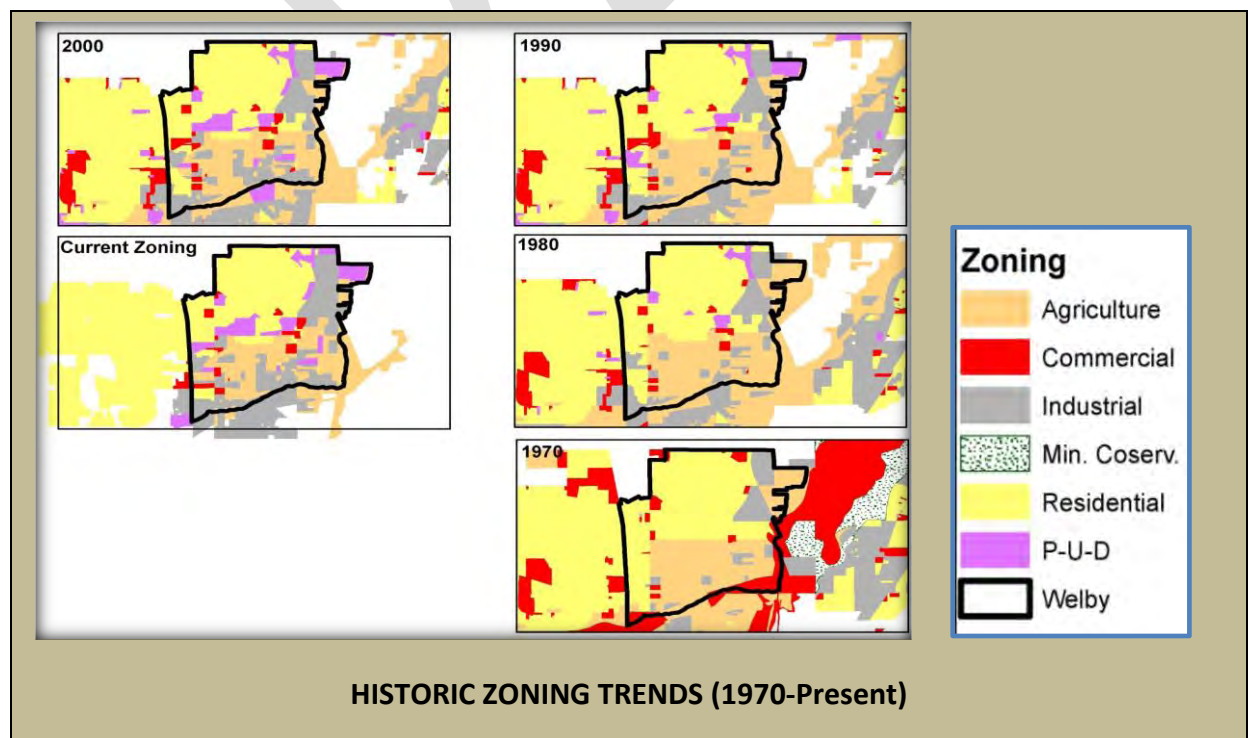 2000
1990
Current Zoning
1980
1970
Zoning
Agriculture
Commercial
Industrial
Min. Coserv.
Residential
P-U-D
Welby
HISTORIC ZONING TRENDS (1970-Present)